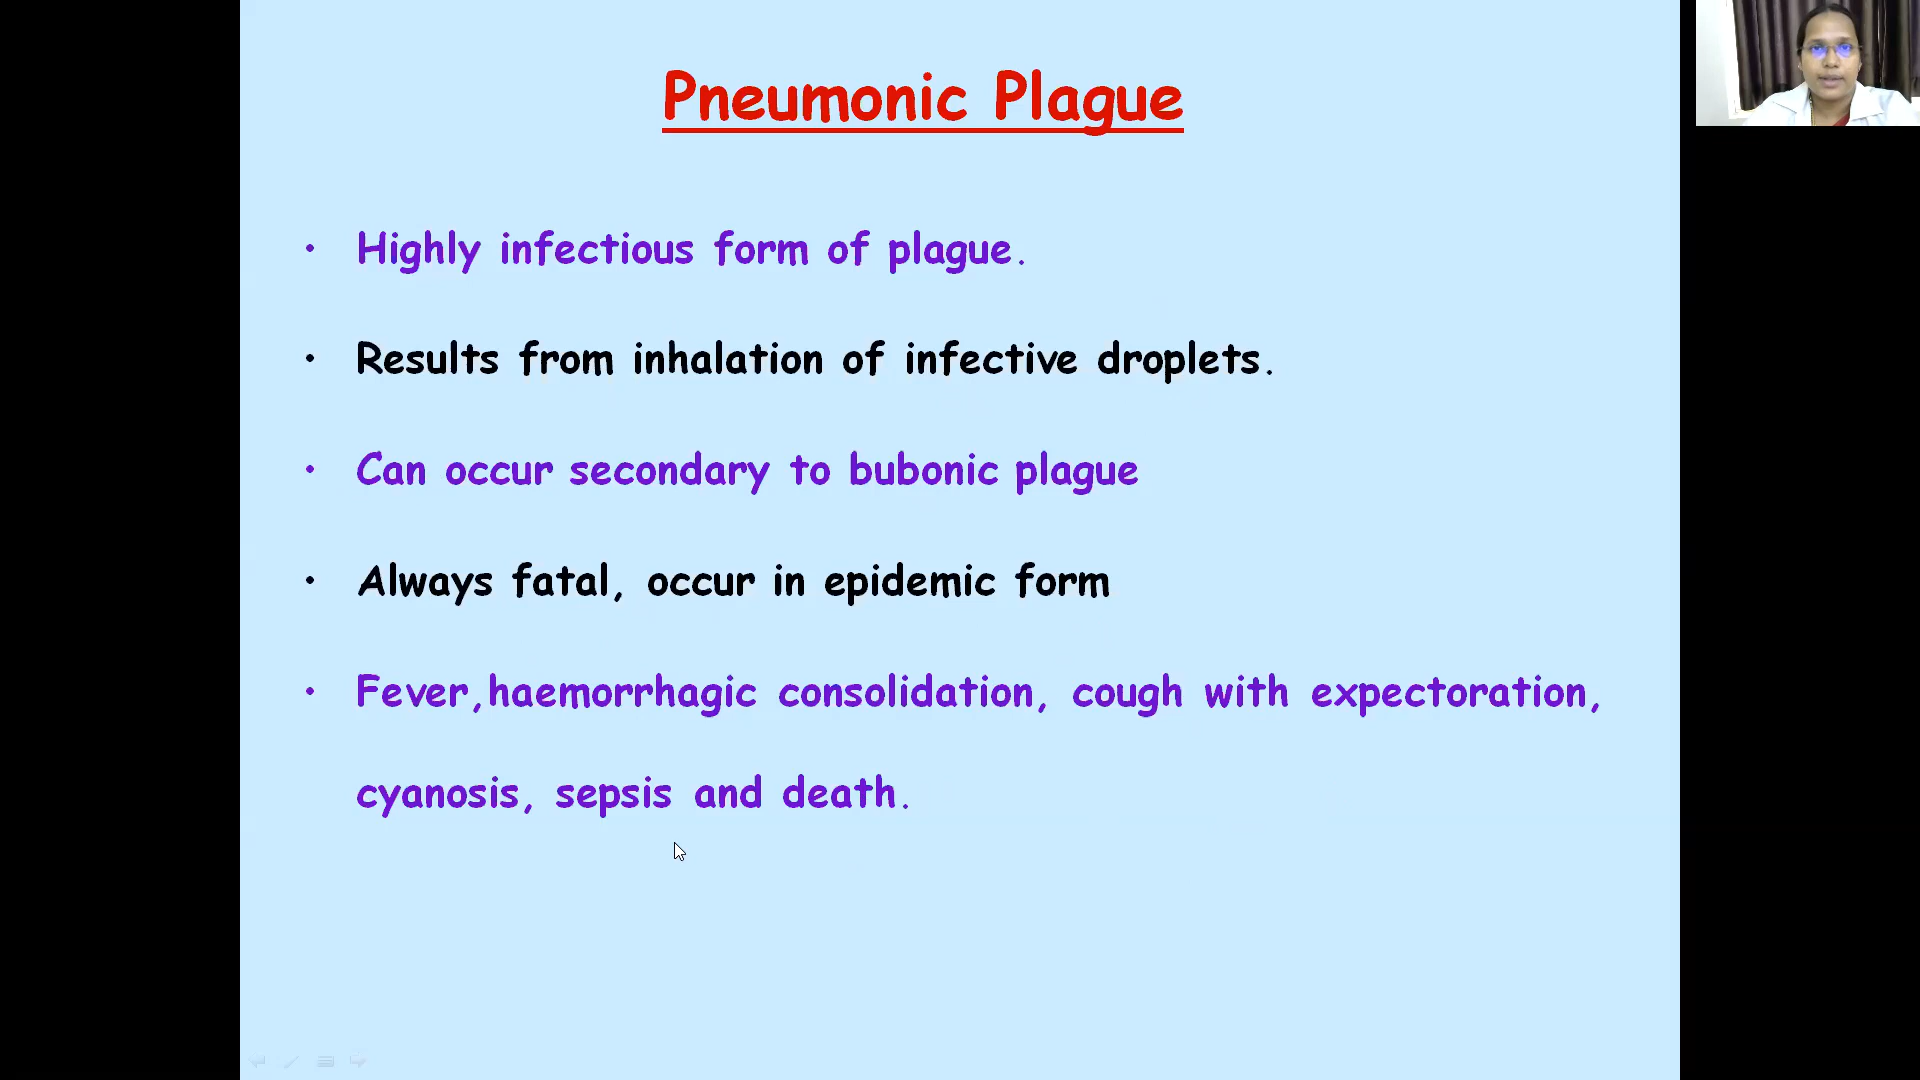 Pneumonic Plague
• Highly infectious form of plague.
• Results from inhalation of infective droplets.
• Can occur secondary to bubonic plague
• Always fatal, occur in epidemic form
• Fever,haemorrhagic consolidation, cough with expectoration,
cyanosis, sepsis and death.